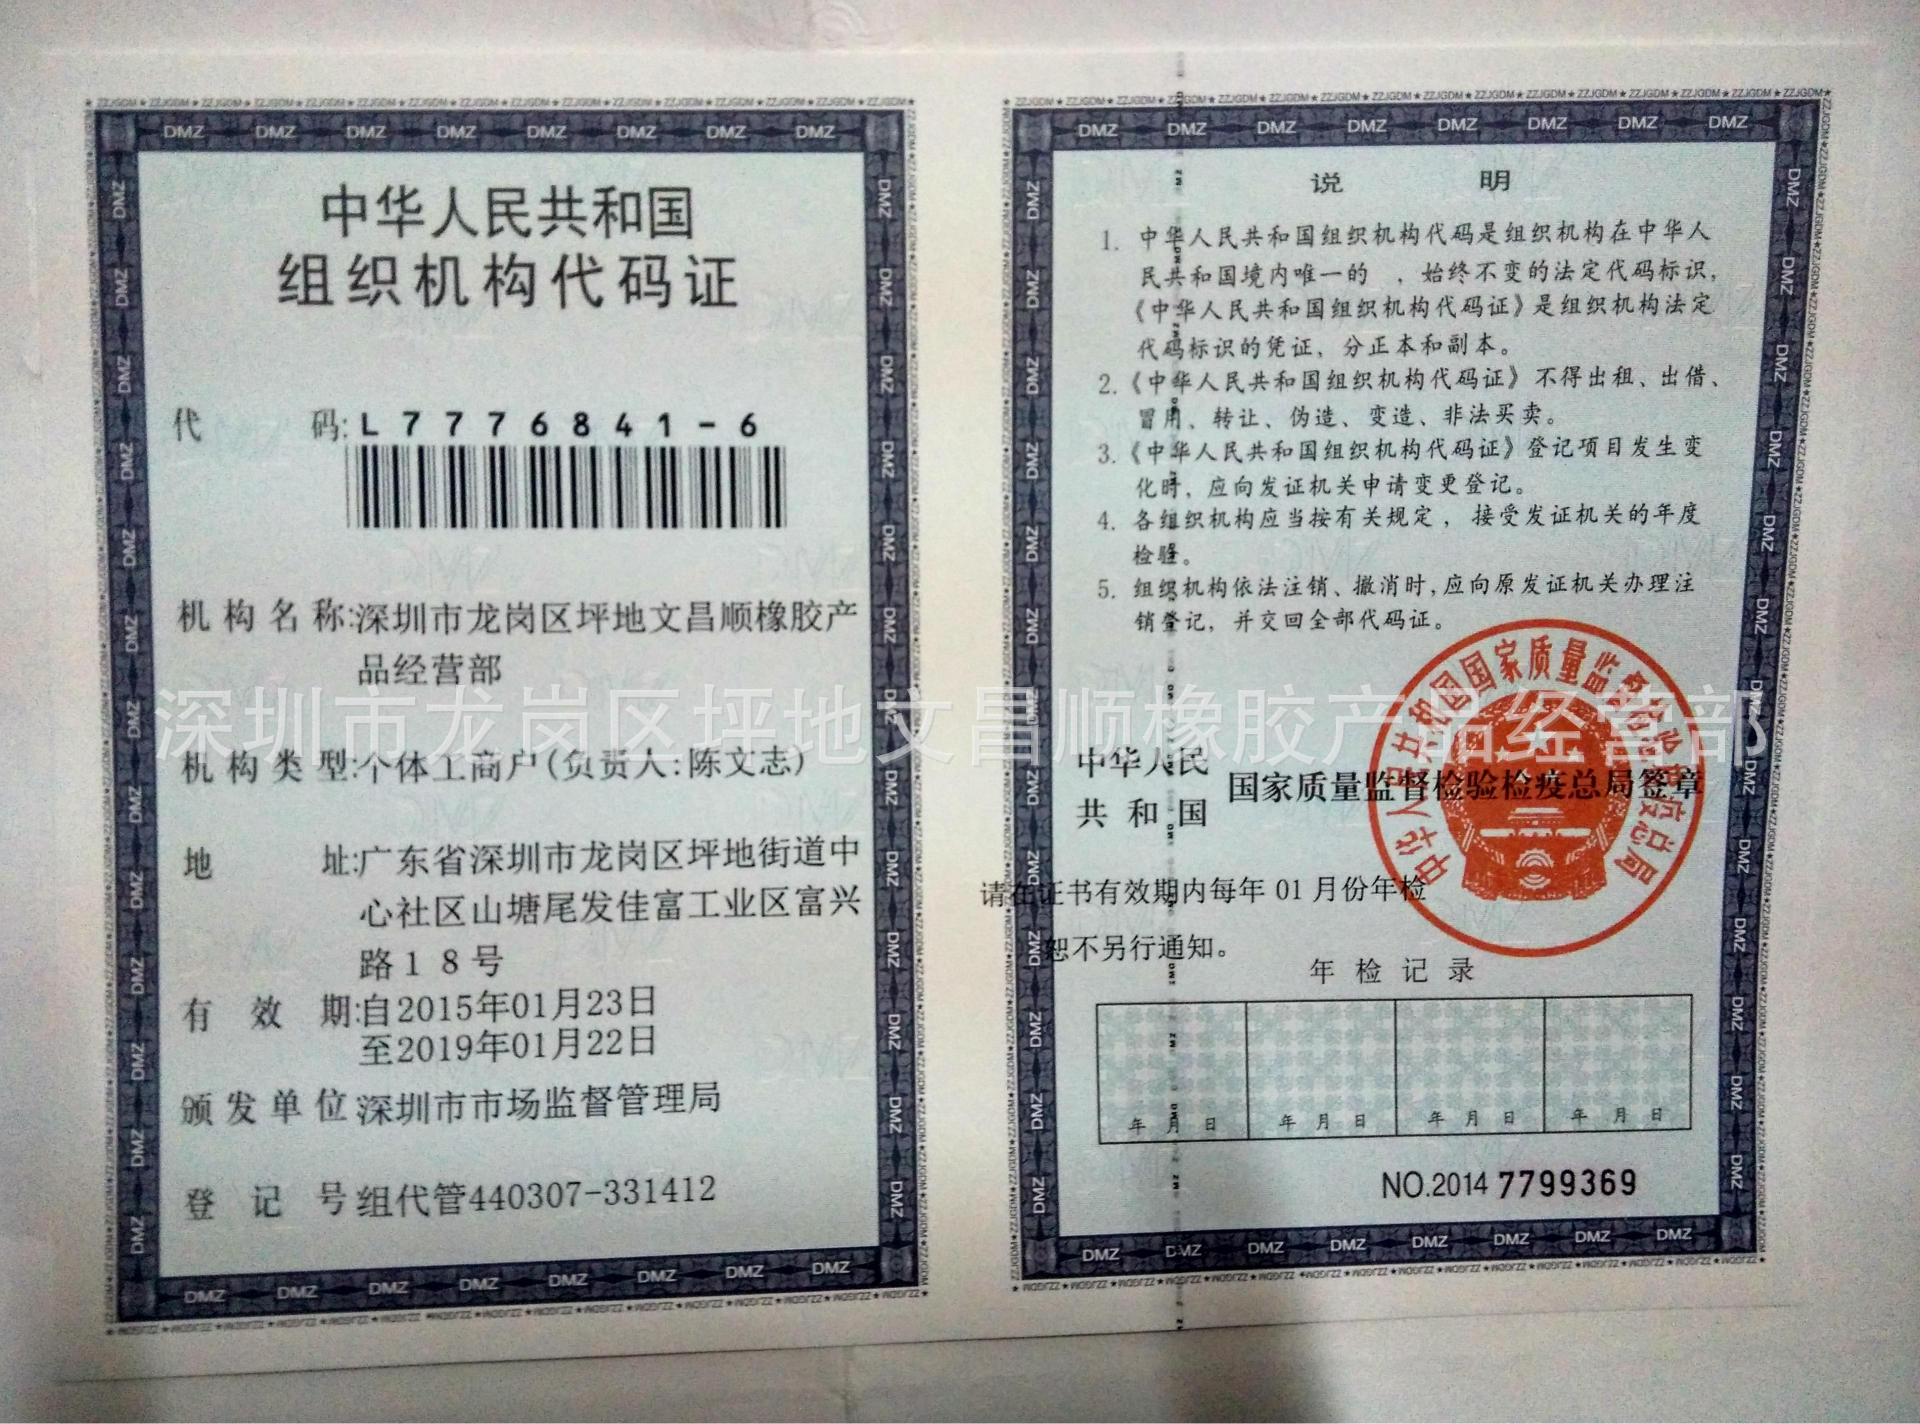 中华人民共和国
组织机构代码证
代 码: L7776841-6
机构名称:深圳市龙岗区坪地文昌顺橡胶产
品经营部
机构类型:个体工商户(负责人:陈文志)
地 址:广东省深圳市龙岗区坪地街道中
心社区山塘尾发佳富工业区富兴
路18号
有 效 期:自2015年01月23日
至2019年01月22日
颁发单位 深圳市市场监督管理局
登 记 号 组代管440307-331412
说 明
1. 中华人民共和国组织机构代码是组织机构在中华人
民共和国境内唯一的 ,始终不变的法定代码标识,
《中华人民共和国组织机构代码证》是组织机构法定
代码标识的凭证,分正本和副本。
2.《中华人民共和国组织机构代码证》不得出租、出借、
冒用、转让、伪造、变造、非法买卖。
3.《中华人民共和国组织机构代码证》登记项目发生变
化时,应向发证机关申请变更登记。
4. 各组织机构应当按有关规定,接受发证机关的年度
检验。
5. 组织机构依法注销、撤消时,应向原发证机关办理注
销登记,并交回全部代码证。
中华人民
共和国 国家质量监督检验检疫总局签章
中华人民共和国国家质量监督检验检疫总局
请在证书有效期内每年 01 月份年检
恕不另行通知。
年检记录
年 月 日 年 月 日 年 月 日 年 月 日
NO.2014 7799369
深圳市龙岗区坪地文昌顺橡胶产品经营部